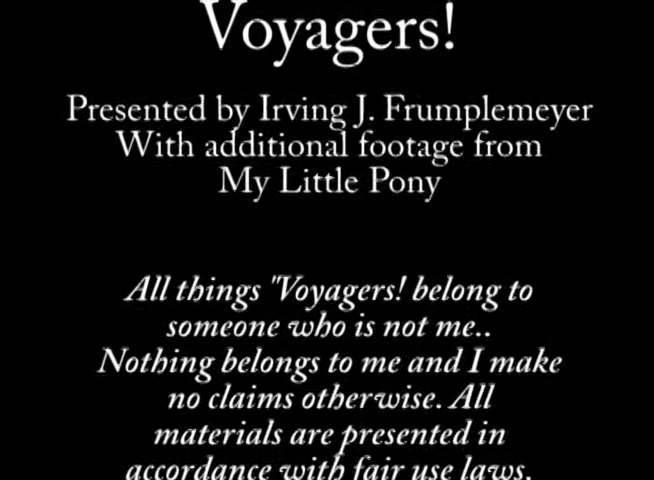 Voyagers!
Presented by Irving J. Frumplemeyer
With additional footage from
My Little Pony
All things "Voyagers! belong to
someone who is not me..
Nothing belongs to me and I make
no claims otherwise. All
materials are presented in
accordance with fair use laws.